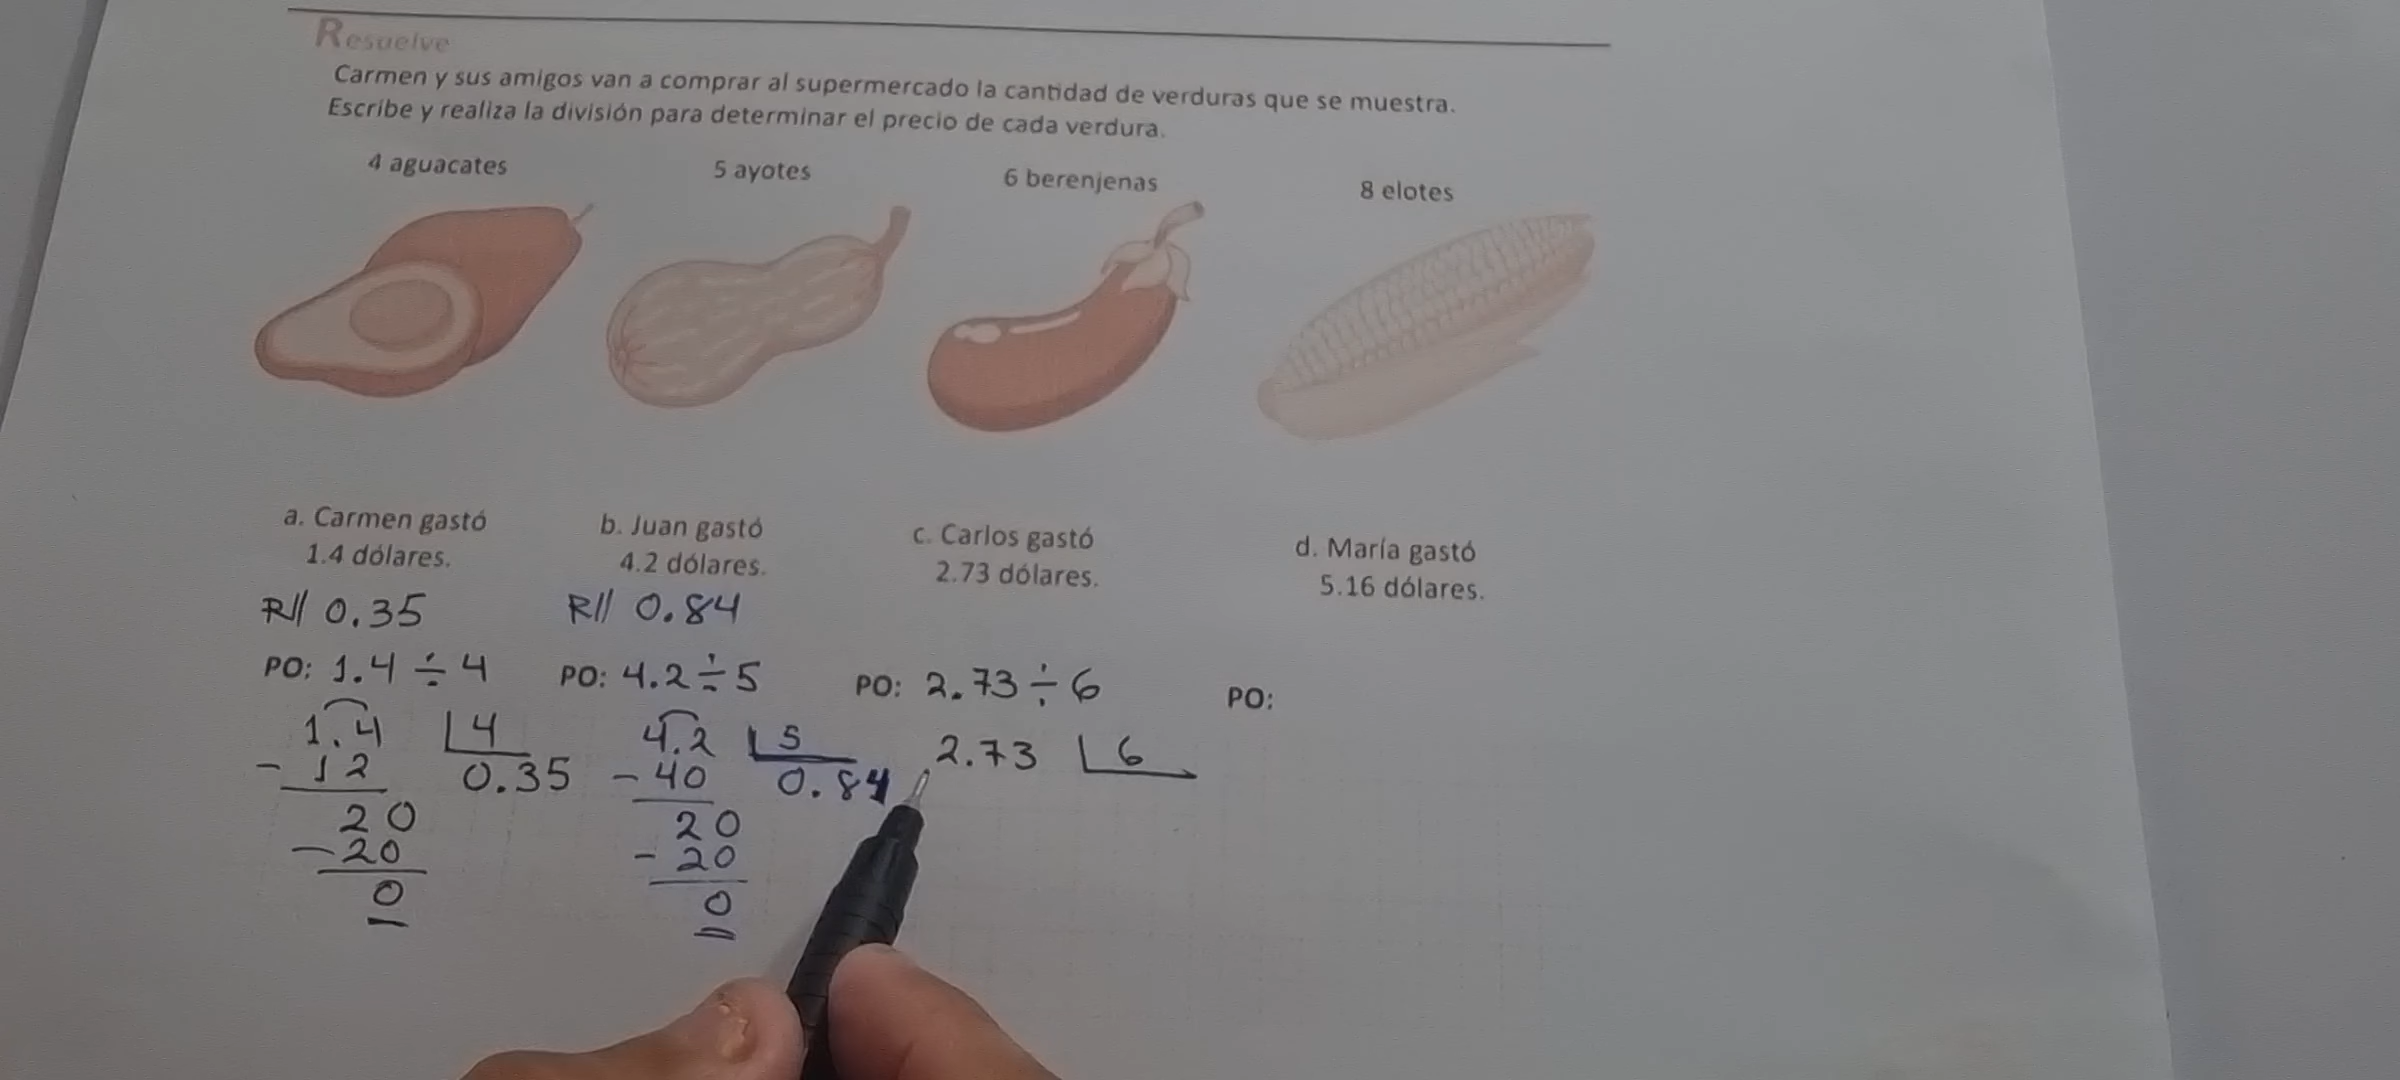 Resuelve
Carmen y sus amigos van a comprar al supermercado la cantidad de verduras que se muestra.
Escribe y realiza la división para determinar el precio de cada verdura.
4 aguacates
5 ayotes
6 berenjenas
8 elotes
a. Carmen gastó
1.4 dólares.
R// 0.35
PO: 1.4 ÷ 4
1.4 4
- 12 0.35
20
- 20
0
b. Juan gastó
4.2 dólares.
R// 0.84
PO: 4.2 ÷ 5
4.2 5
- 40 0.84
20
- 20
0
c. Carlos gastó
2.73 dólares.
PO: 2.73 ÷ 6
2.73 6
d. María gastó
5.16 dólares.
PO: